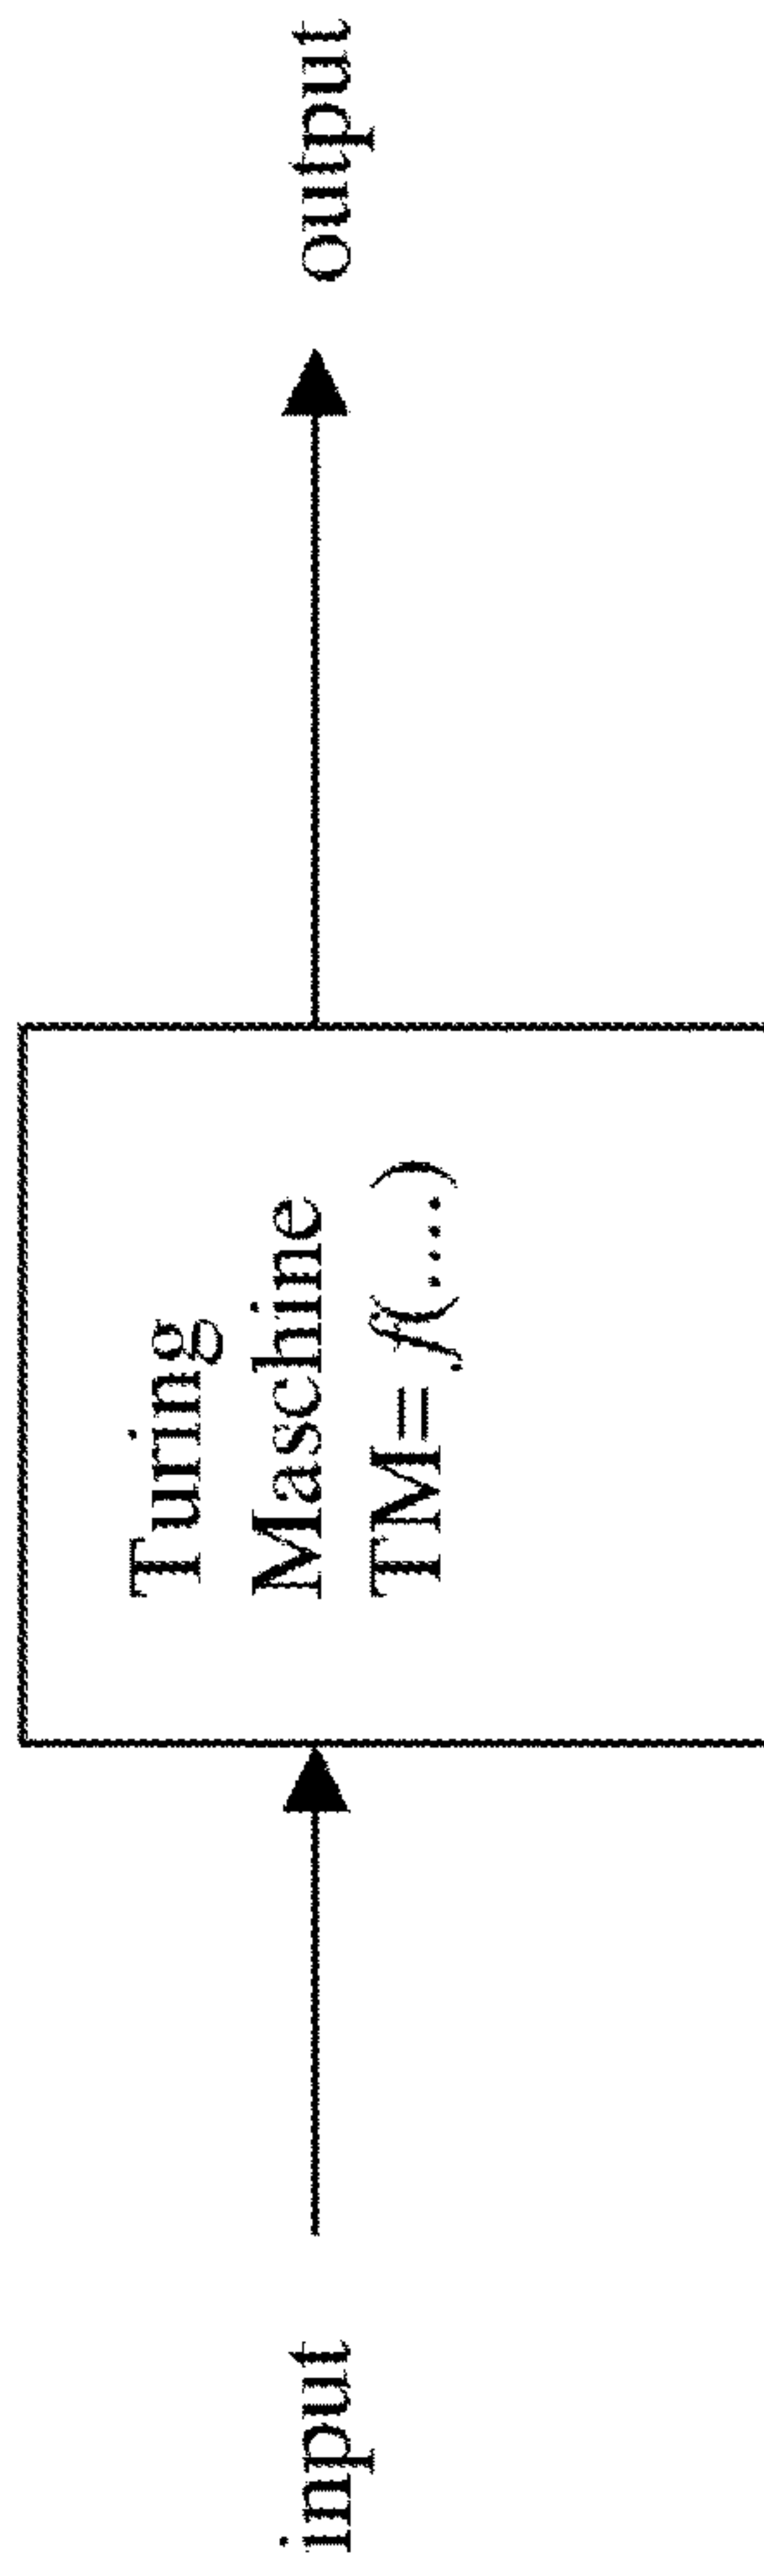 input
Turing
Maschine
TM= f(....)
output